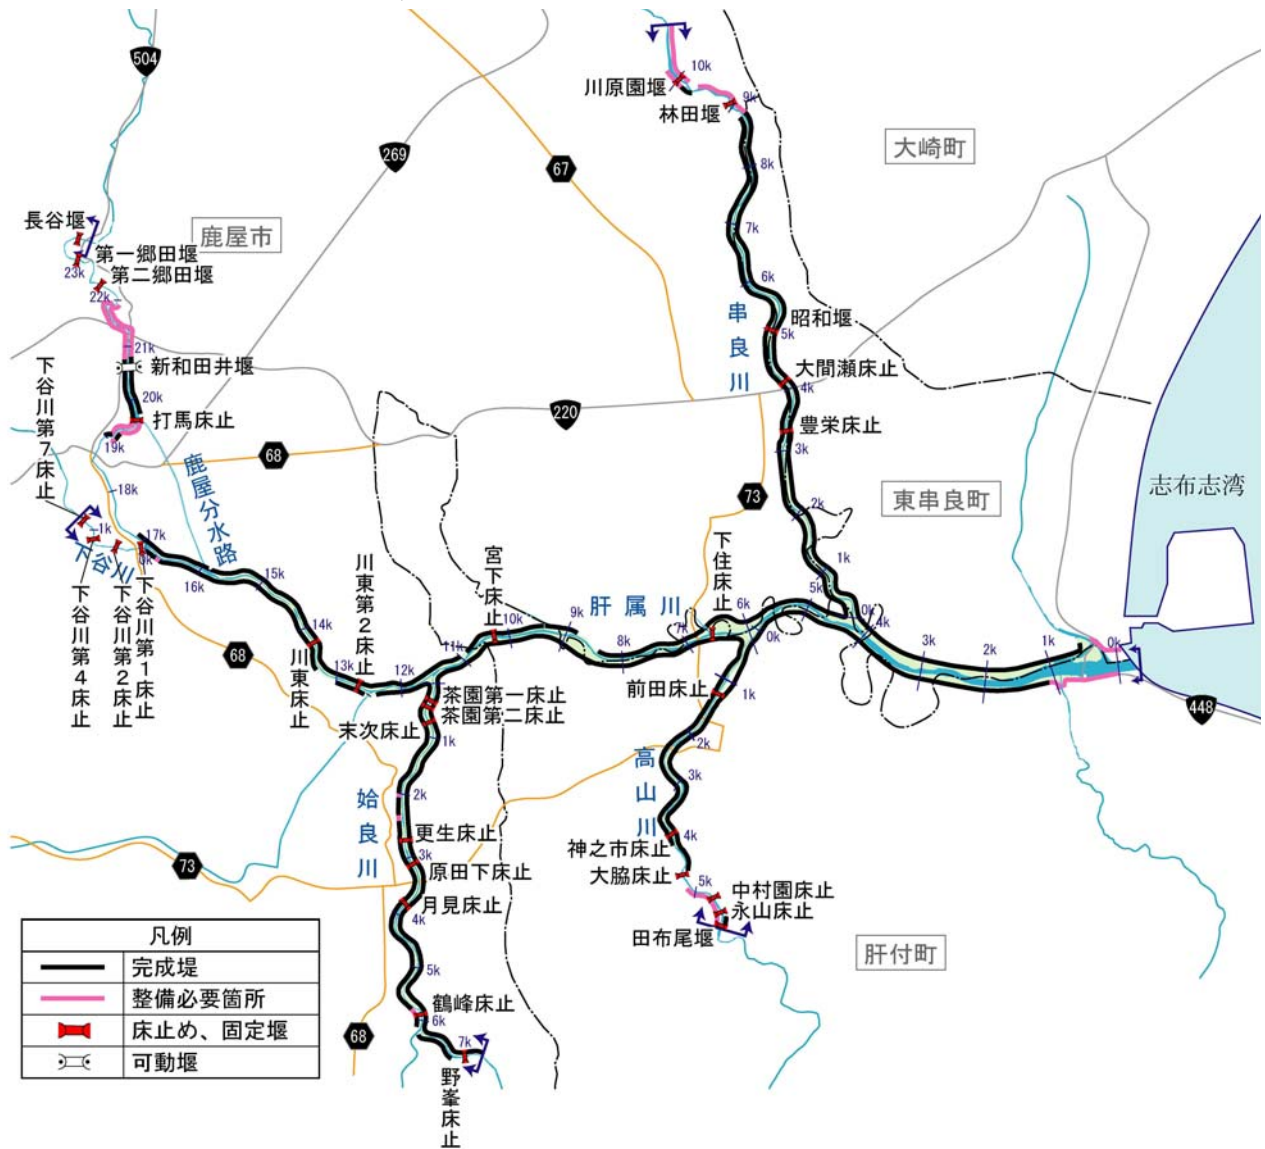 504
269
67
大崎町
鹿屋市
10k
川原園堰
9k
林田堰
8k
7k
6k
串良川
昭和堰
5k
大間瀬床止
4k
豊栄床止
3k
2k
1k
0k
長谷堰
第一郷田堰
23k
第二郷田堰
22k
21k
新和田井堰
20k
打馬床止
19k
下谷川第7床止
18k
17k
鹿屋分水路
220
68
73
東串良町
志布志湾
1k
0k
下谷川
下谷川第4床止
下谷川第2床止
下谷川第1床止
16k
15k
14k
川東床止
13k
川東第2床止
12k
11k
宮下床止
10k
9k
肝属川
8k
7k
下住床止
6k
5k
4k
3k
2k
1k
0k
448
68
茶園第一床止
茶園第二床止
末次床止
1k
2k
姶良川
更生床止
3k
原田下床止
月見床止
4k
5k
鶴峰床止
6k
7k
野峯床止
0k
前田床止
1k
2k
高山川
3k
4k
神之市床止
大脇床止
5k
中村園床止
永山床止
田布尾堰
肝付町
73
68
凡例
完成堤
整備必要箇所
床止め、固定堰
可動堰